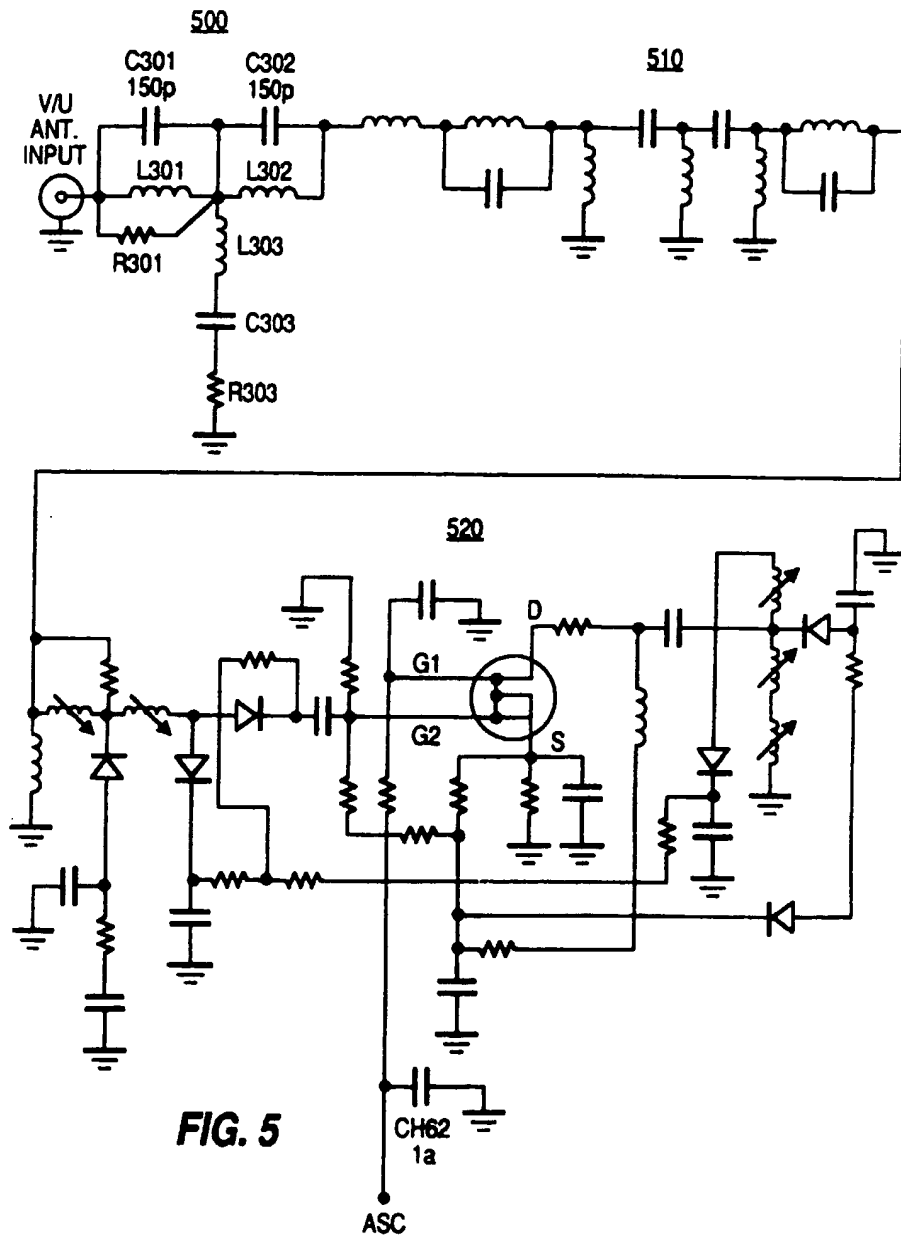 500
C301
150p
C302
150p
510
V/U
ANT.
INPUT
L301
L302
R301
L303
C303
R303
520
D
G1
G2
S
FIG. 5
CH62
1a
ASC